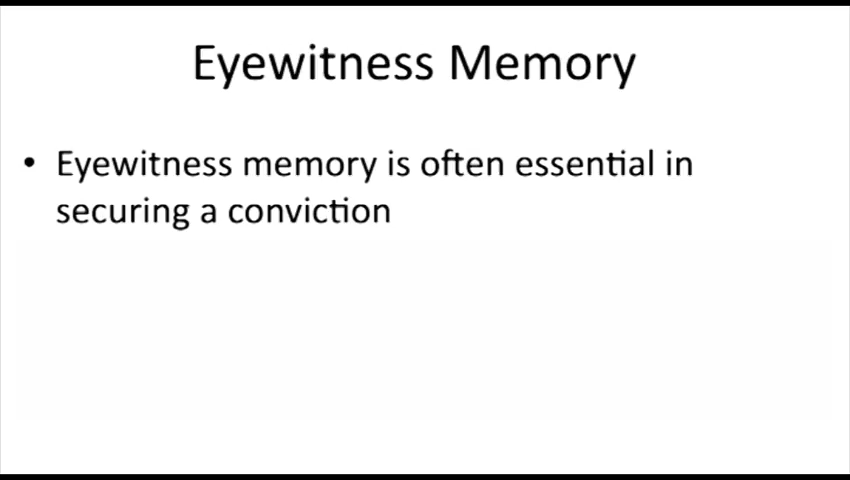 Eyewitness Memory
• Eyewitness memory is often essential in
securing a conviction